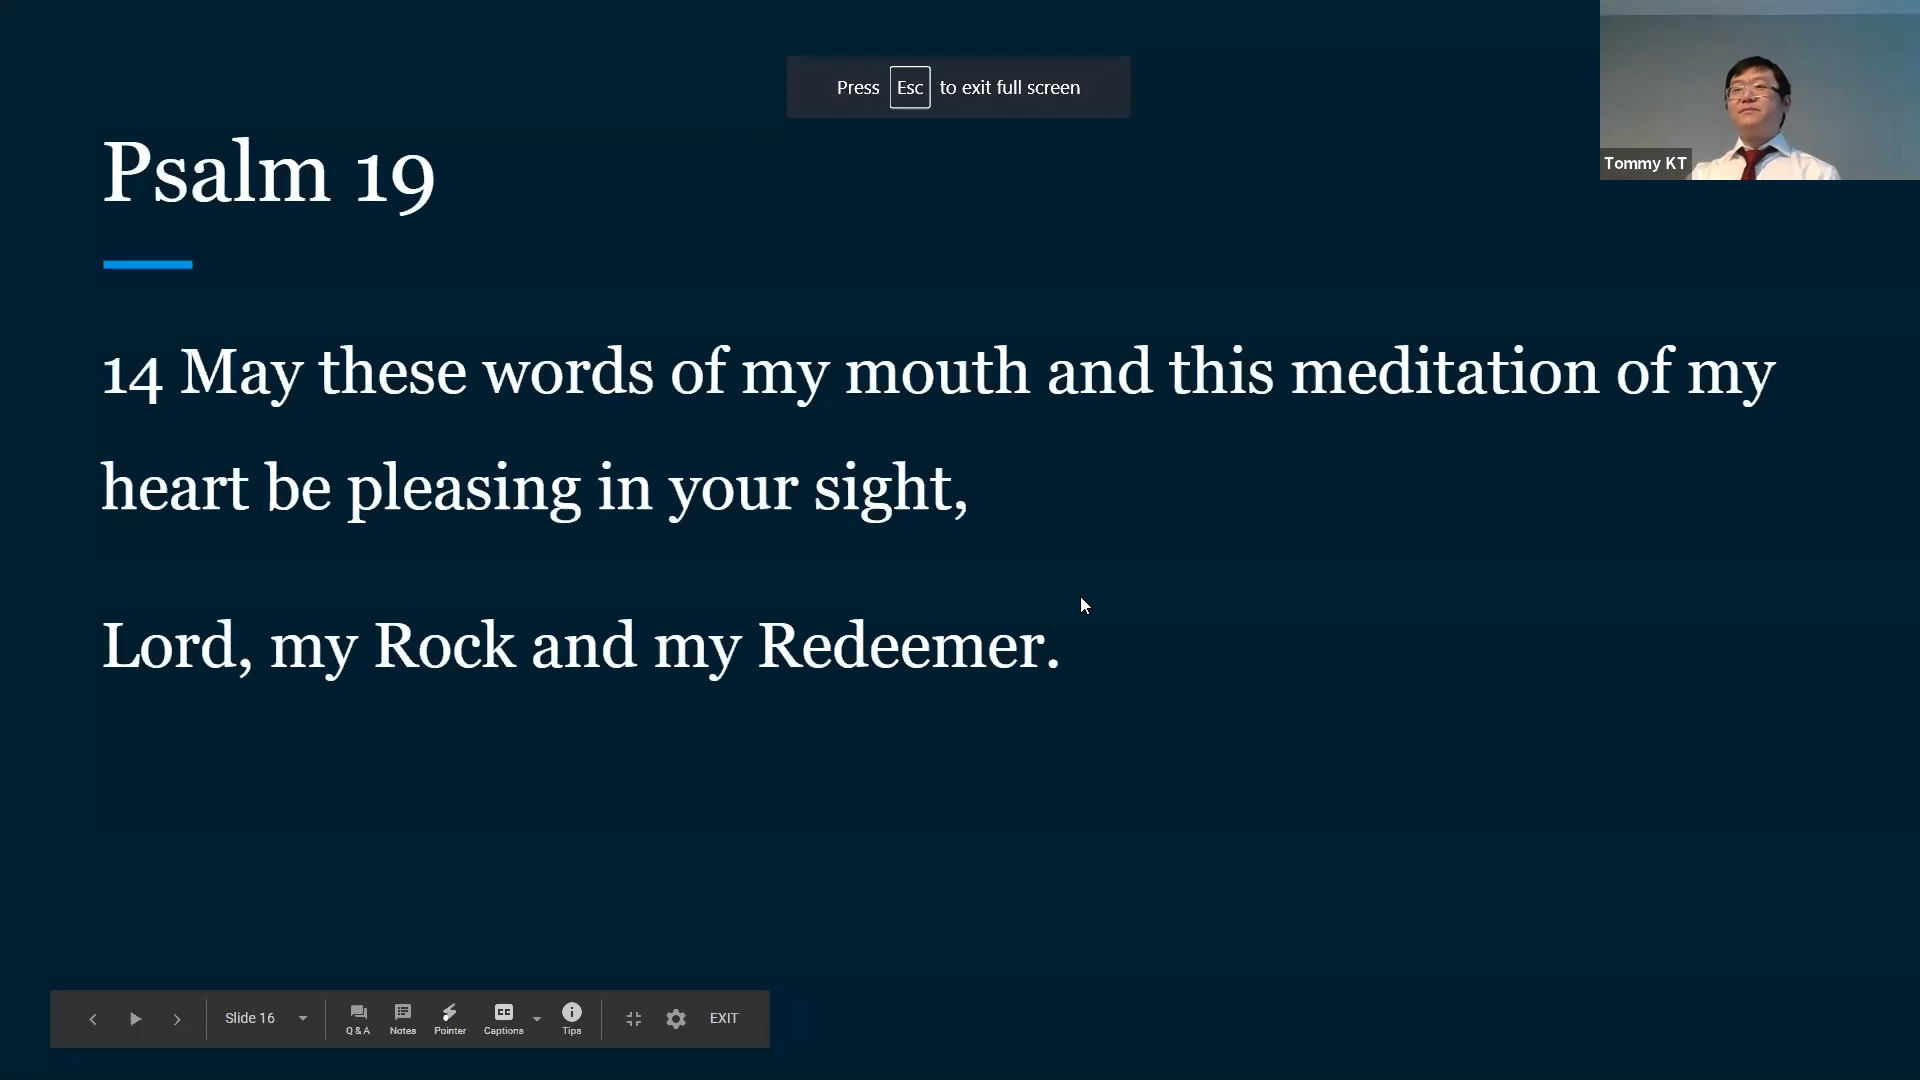 Press Esc to exit full screen
Tommy KT
Psalm 19
14 May these words of my mouth and this meditation of my
heart be pleasing in your sight,
Lord, my Rock and my Redeemer.
Slide 16
Q & A
Notes
Pointer
CC
Captions
Tips
EXIT